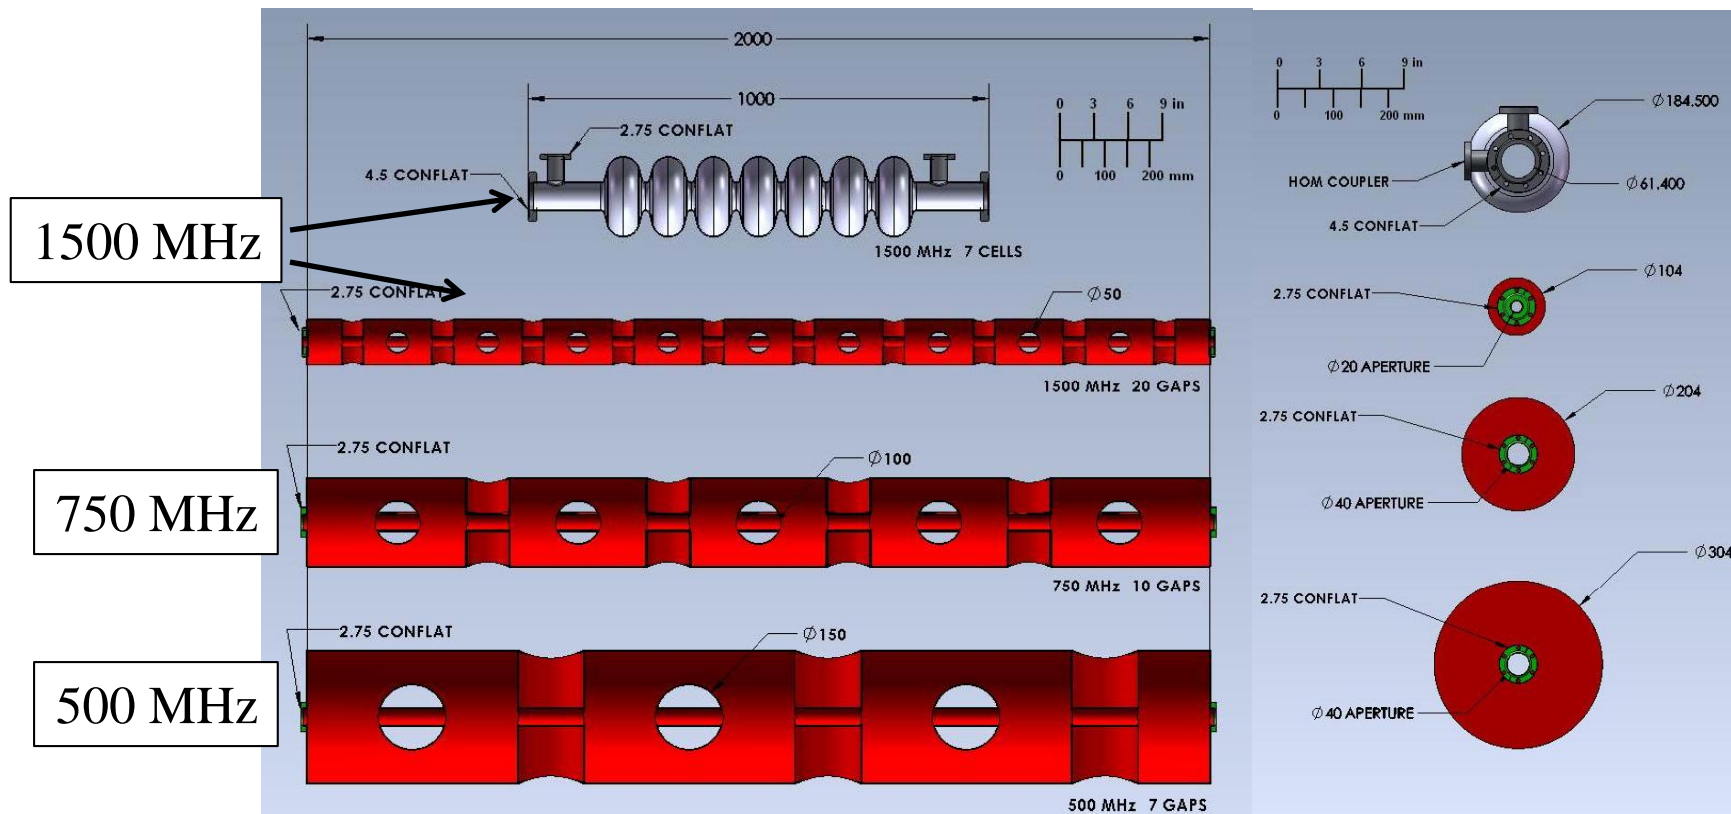 2000
1000
2.75 CONFLAT
4.5 CONFLAT
0 3 6 9 in
0 100 200 mm
1500 MHz
1500 MHz 7 CELLS
2.75 CONFLAT
Ø50
1500 MHz 20 GAPS
750 MHz
2.75 CONFLAT
Ø100
750 MHz 10 GAPS
500 MHz
2.75 CONFLAT
Ø150
500 MHz 7 GAPS
0 3 6 9 in
0 100 200 mm
Ø184.500
HOM COUPLER
Ø61.400
4.5 CONFLAT
Ø104
2.75 CONFLAT
Ø20 APERTURE
Ø204
2.75 CONFLAT
Ø40 APERTURE
Ø304
2.75 CONFLAT
Ø40 APERTURE